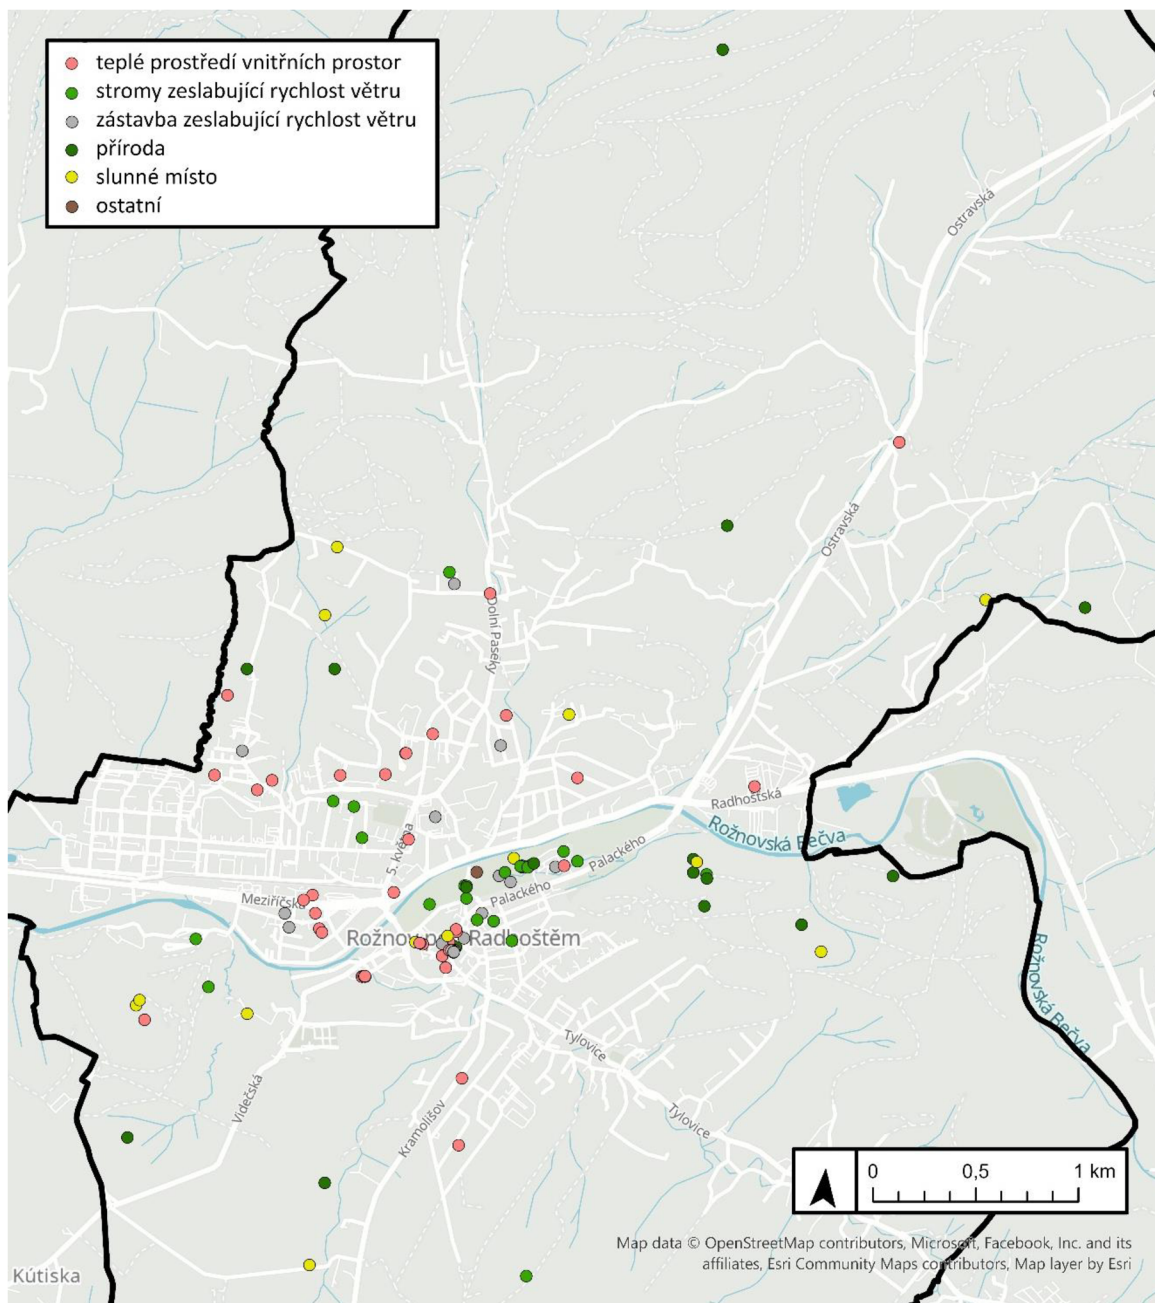 teplé prostředí vnitřních prostor
stromy zeslabující rychlost větru
zástavba zeslabující rychlost větru
příroda
slunné místo
ostatní
Ostravská
Ostravská
Dolní Paseky
Radhošťská
Rožnovská Bečva
5. května
Palackého
Palackého
Meziříčská
Rožnov pod Radhoštěm
Rožnovská Bečva
Tylovice
Videčská
Kramolišov
Tylovice
0 0,5 1 km
Map data © OpenStreetMap contributors, Microsoft, Facebook, Inc. and its
affiliates, Esri Community Maps contributors, Map layer by Esri
Kútiska